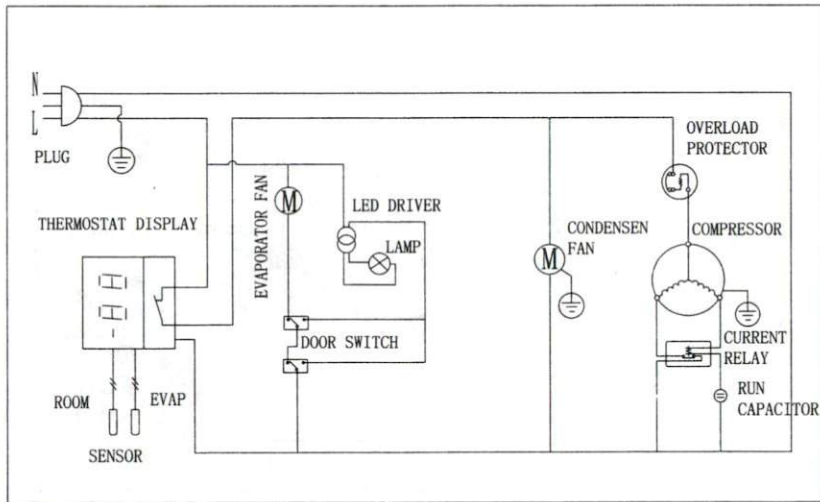 N
L
PLUG
OVERLOAD
PROTECTOR
THERMOSTAT DISPLAY
EVAPORATOR FAN
M
LED DRIVER
LAMP
M
CONDENSEN
FAN
COMPRESSOR
DOOR SWITCH
CURRENT
RELAY
ROOM
EVAP
RUN
CAPACITOR
SENSOR